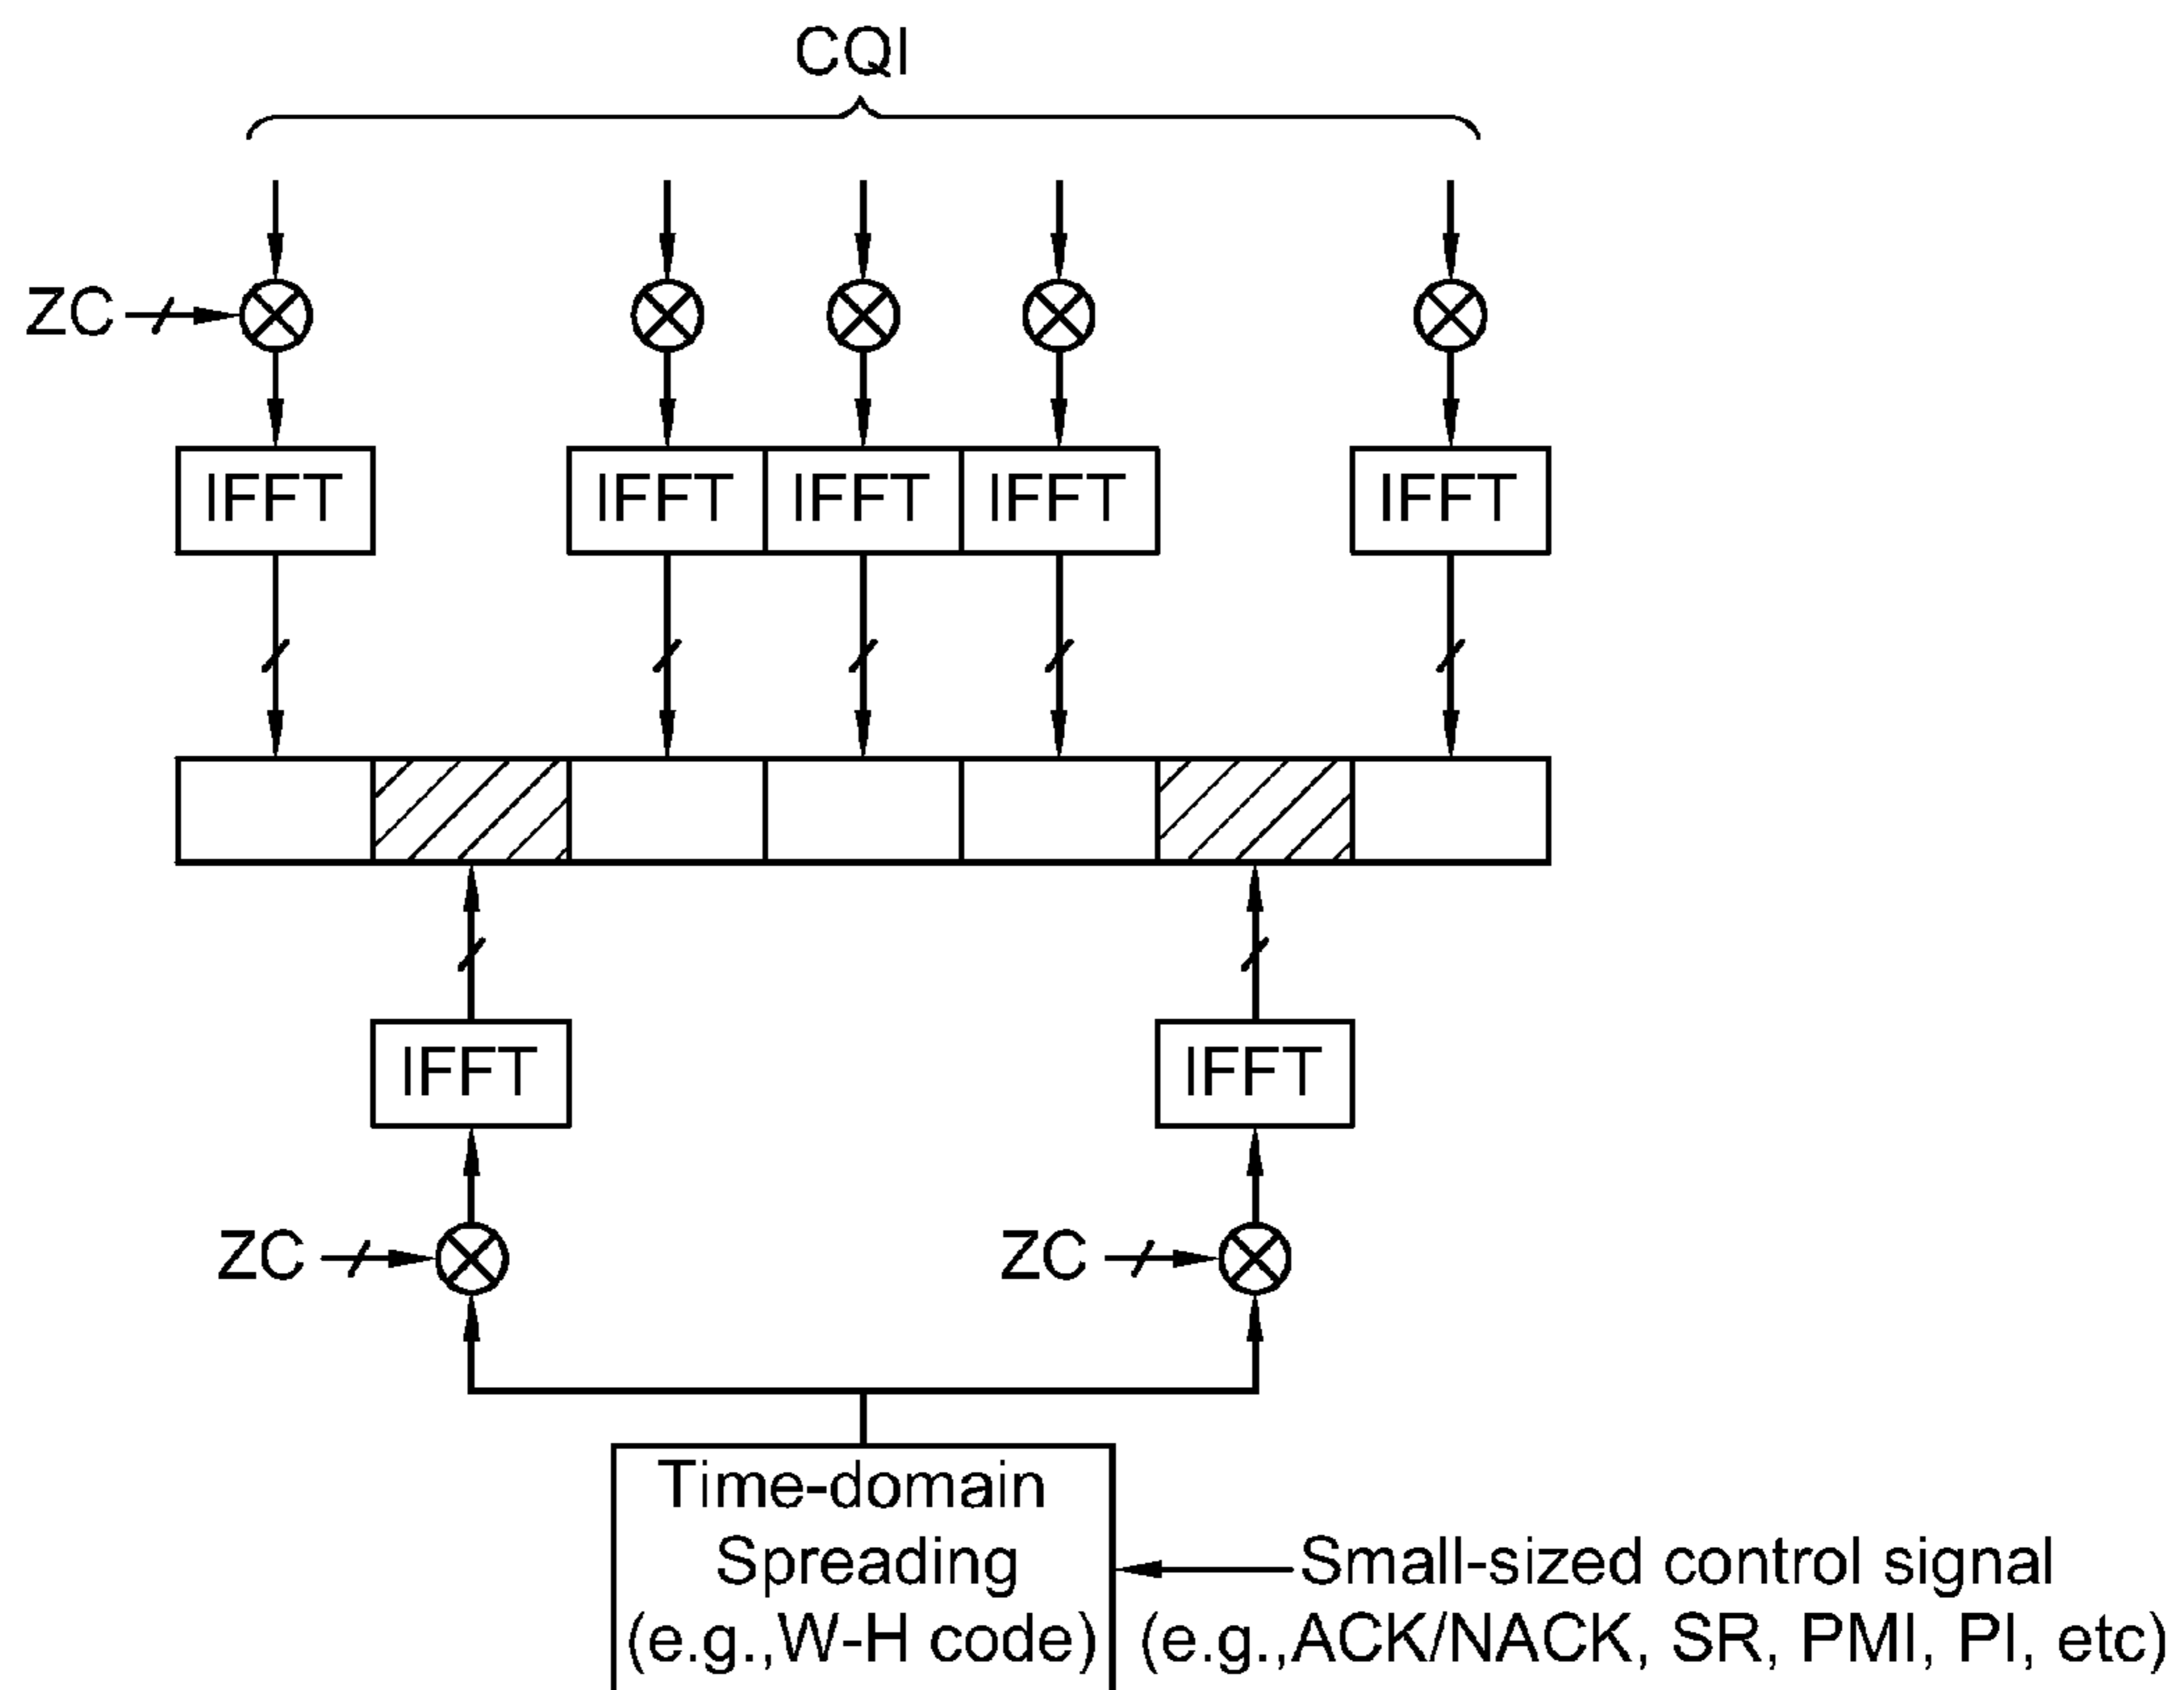 CQI
ZC
IFFT IFFT IFFT IFFT IFFT
IFFT IFFT
ZC ZC
Time-domain
Spreading
(e.g.,W-H code)
Small-sized control signal
(e.g.,ACK/NACK, SR, PMI, PI, etc)